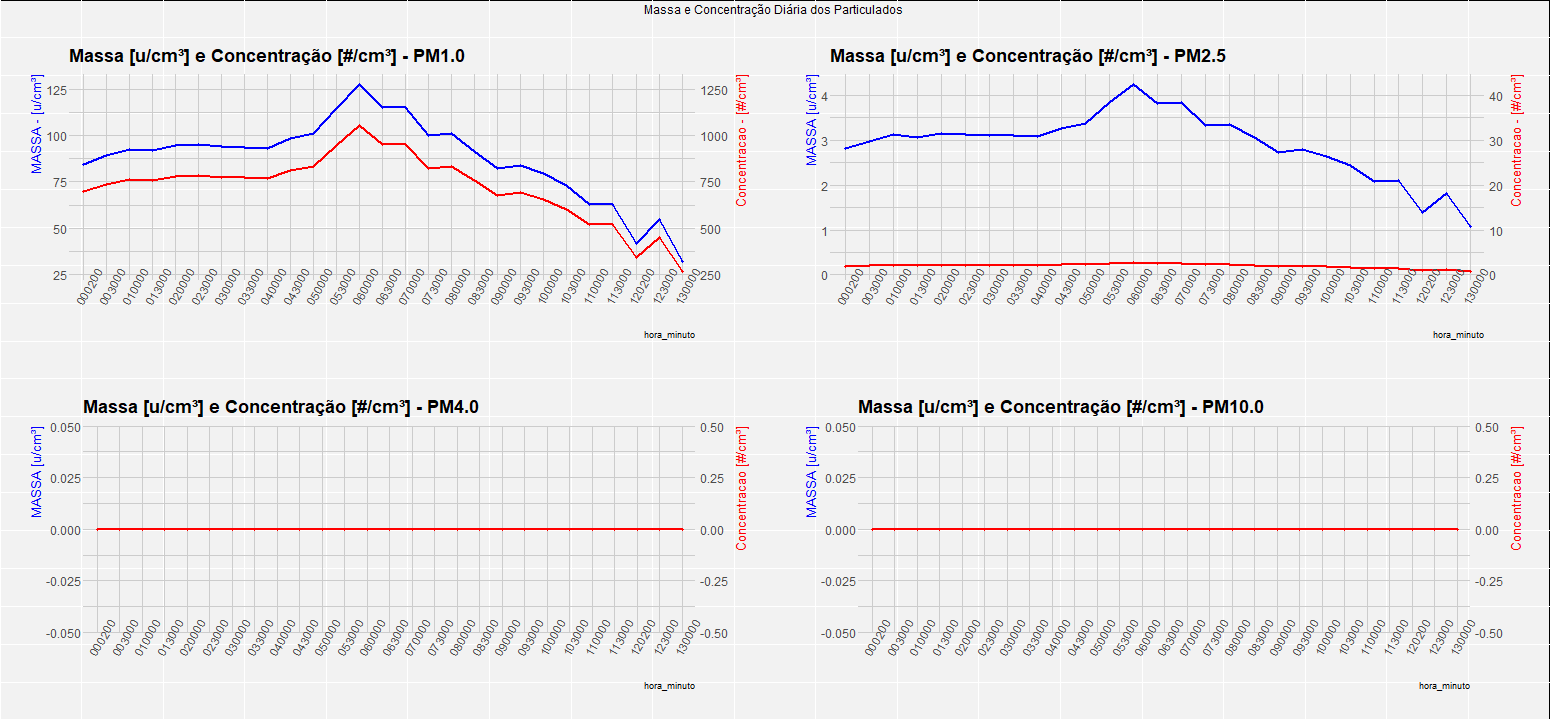 Massa e Concentração Diária dos Particulados
Massa [u/cm³] e Concentração [#/cm³] - PM1.0
MASSA - [u/cm³]
125
100
75
50
25
1250
1000
750
500
250
Concentracao - [#/cm³]
000200 003000 010000 013000 020000 023000 030000 033000 040000 043000 050000 053000 060000 063000 070000 073000 080000 083000 090000 093000 100000 103000 110000 113000 120200 123000 130000
hora_minuto
Massa [u/cm³] e Concentração [#/cm³] - PM2.5
MASSA [u/cm³]
4
3
2
1
0
40
30
20
10
0
Concentracao - [#/cm³]
000200 003000 010000 013000 020000 023000 030000 033000 040000 043000 050000 053000 060000 063000 070000 073000 080000 083000 090000 093000 100000 103000 110000 113000 120200 123000 130000
hora_minuto
Massa [u/cm³] e Concentração [#/cm³] - PM4.0
MASSA [u/cm³]
0.050
0.025
0.000
-0.025
-0.050
0.50
0.25
0.00
-0.25
-0.50
Concentracao [#/cm³]
000200 003000 010000 013000 020000 023000 030000 033000 040000 043000 050000 053000 060000 063000 070000 073000 080000 083000 090000 093000 100000 103000 110000 113000 120200 123000 130000
hora_minuto
Massa [u/cm³] e Concentração [#/cm³] - PM10.0
MASSA [u/cm³]
0.050
0.025
0.000
-0.025
-0.050
0.50
0.25
0.00
-0.25
-0.50
Concentracao [#/cm³]
000200 003000 010000 013000 020000 023000 030000 033000 040000 043000 050000 053000 060000 063000 070000 073000 080000 083000 090000 093000 100000 103000 110000 113000 120200 123000 130000
hora_minuto